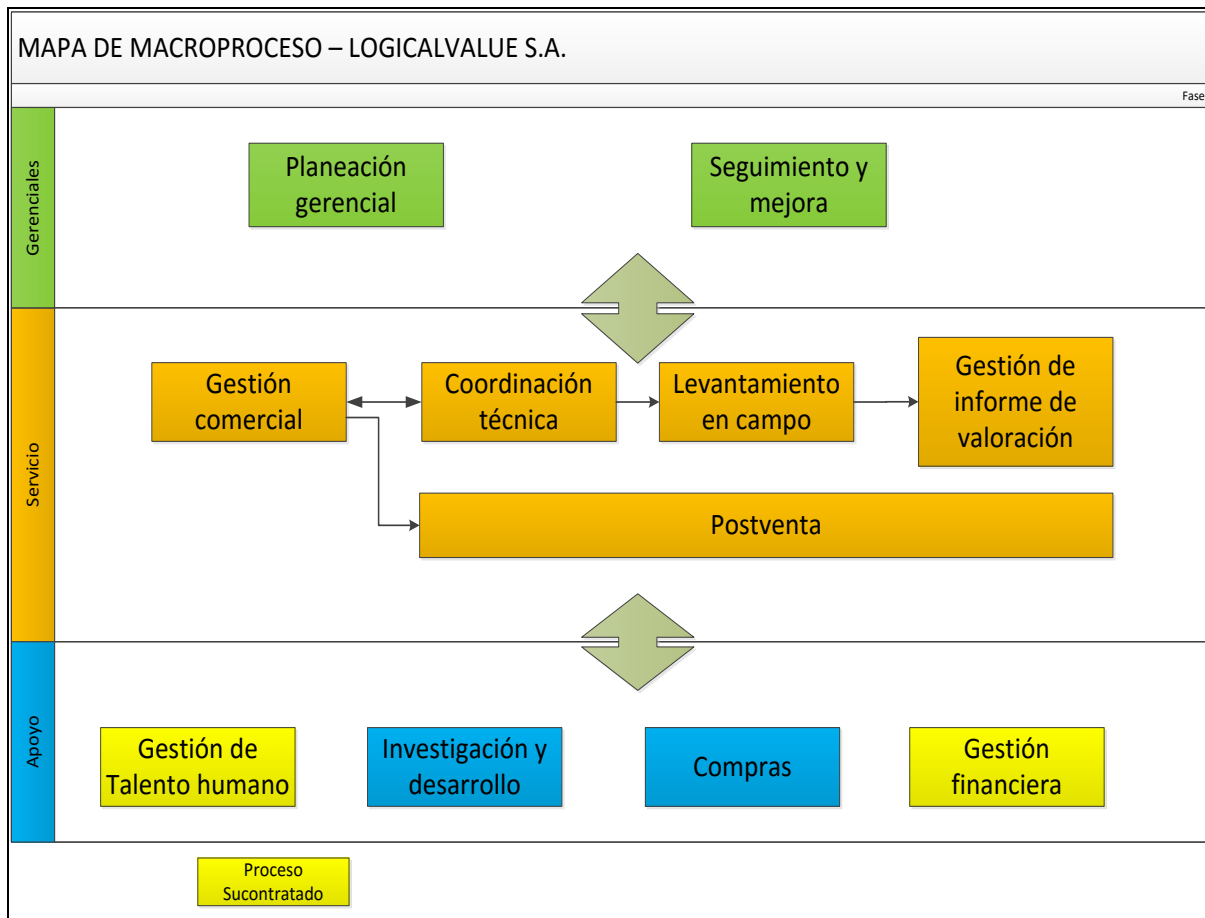 MAPA DE MACROPROCESO – LOGICALVALUE S.A.
Fase
Gerenciales
Planeación
gerencial
Seguimiento y
mejora
Servicio
Gestión
comercial
Coordinación
técnica
Levantamiento
en campo
Gestión de
informe de
valoración
Postventa
Apoyo
Gestión de
Talento humano
Investigación y
desarrollo
Compras
Gestión
financiera
Proceso
Sucontratado